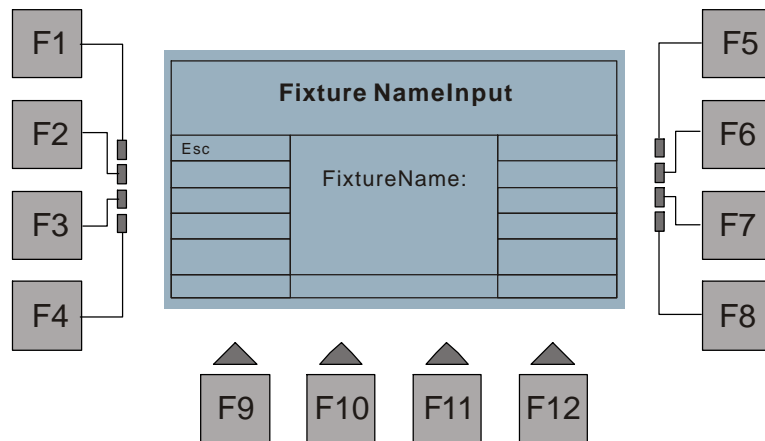 F1
F5
Fixture NameInput
F2
F6
Esc
FixtureName:
F3
F7
F4
F8
F9
F10
F11
F12